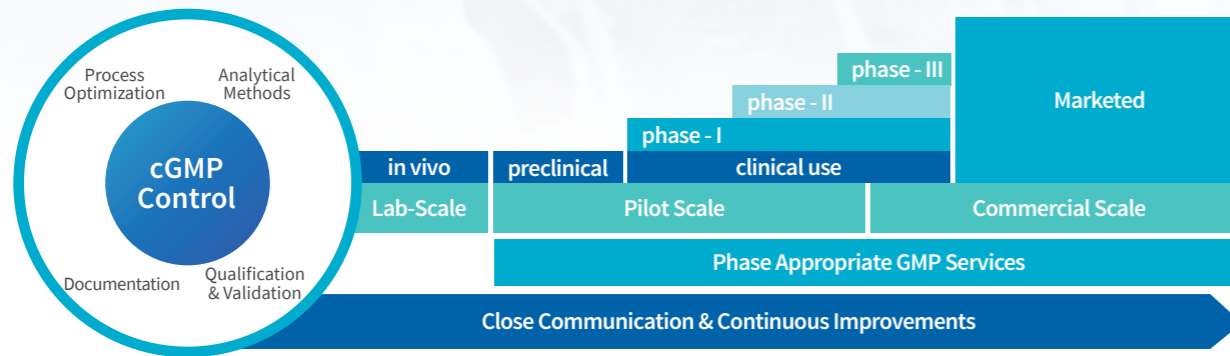 Process
Optimization
Analytical
Methods
cGMP
Control
Documentation
Qualification
& Validation
phase - III
phase - II
Marketed
phase - I
in vivo
preclinical
clinical use
Lab-Scale
Pilot Scale
Commercial Scale
Phase Appropriate GMP Services
Close Communication & Continuous Improvements